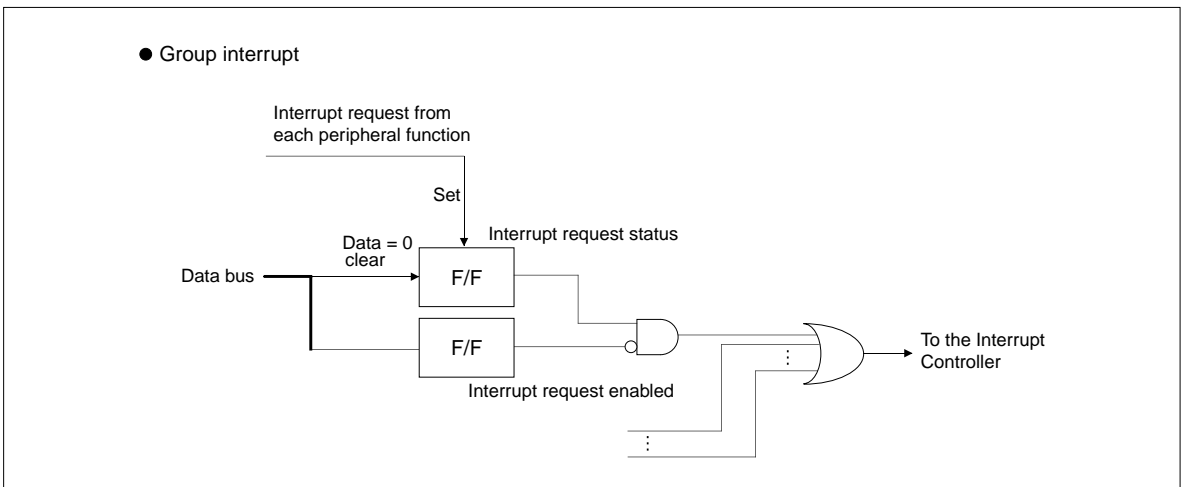 ● Group interrupt
Interrupt request from
each peripheral function
Set
Interrupt request status
Data = 0
clear
Data bus
F/F
F/F
Interrupt request enabled
To the Interrupt
Controller